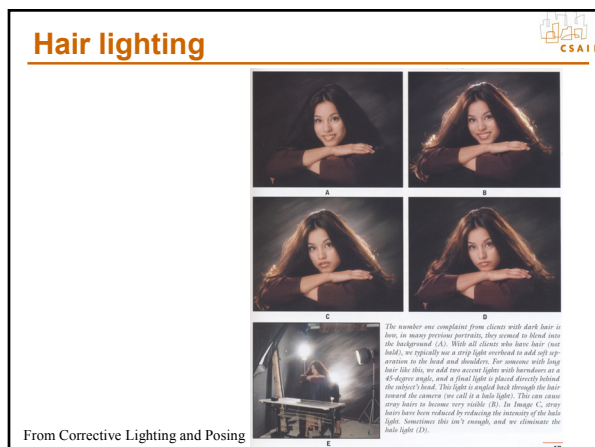 Hair lighting
CSAIL
A
B
C
D
The number one complaint from clients with dark hair is
how, in many previous portraits, they seemed to blend into
the background (A). With all clients who have hair (not
bald), we typically use a strip light overhead to add soft sep-
aration to the head and shoulders. For someone with long
hair like this, we add two accent lights with barndoors at a
45-degree angle, and a final light is placed directly behind
the subject's head. This light is angled back through the hair
toward the camera (we call it a halo light). This can cause
stray hairs to become very visible (B). In Image C, stray
hairs have been reduced by reducing the intensity of the halo
light. Sometimes this isn't enough, and we eliminate the
halo light (D).
E
From Corrective Lighting and Posing